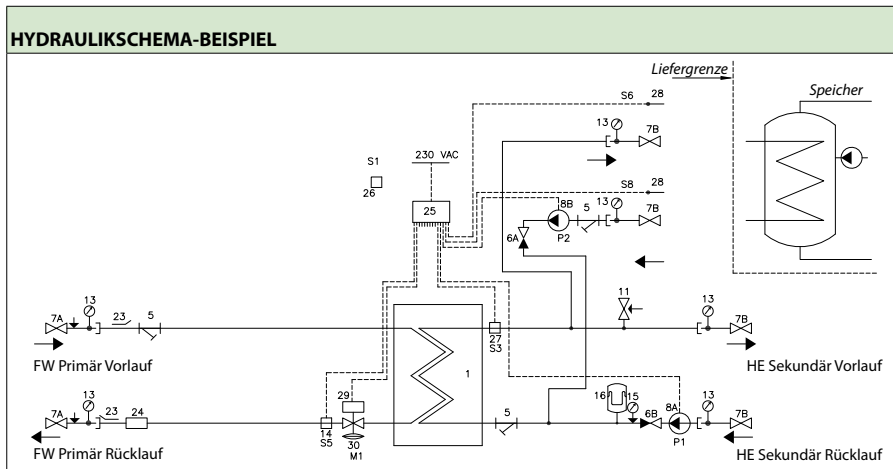 HYDRAULIKSCHEMA-BEISPIEL
Liefergrenze
Speicher
S6 28
13 7B
S1 230 VAC
26 25
S8 28
8B 5 13 7B
6A P2
7A 13 23 5
27 S3
11 13 7B
FW Primär Vorlauf
HE Sekundär Vorlauf
1
7A 13 23 24
29
14 S5
30 M1
5
16 15 6B 8A P1 13 7B
FW Primär Rücklauf
HE Sekundär Rücklauf